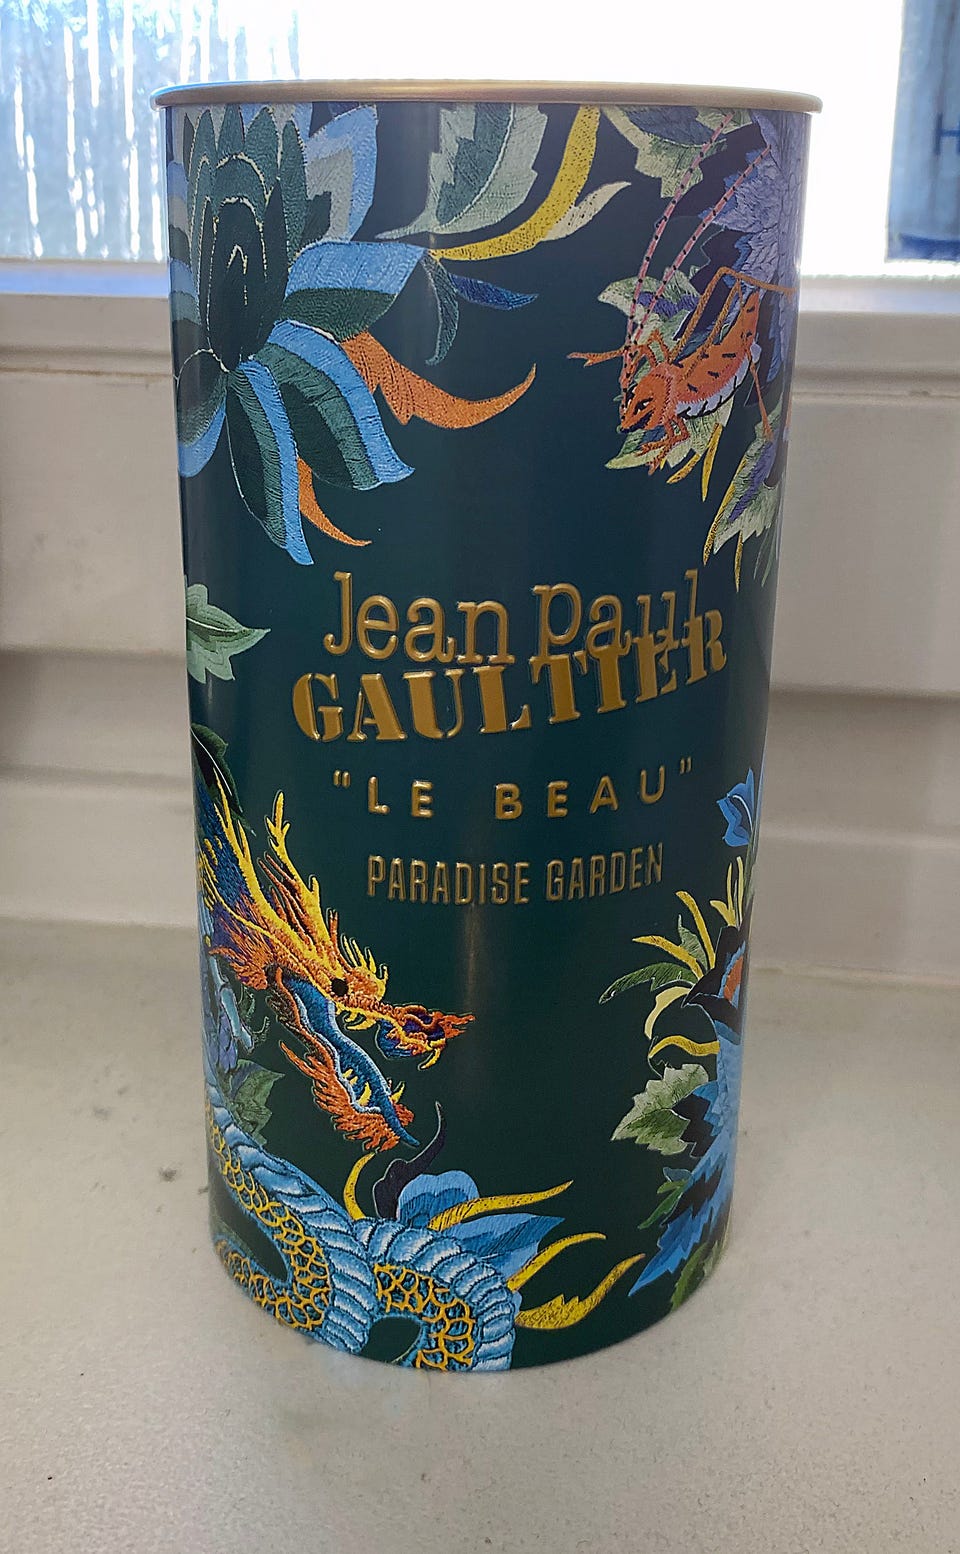 Jean Paul
GAULTIER
"LE BEAU"
PARADISE GARDEN